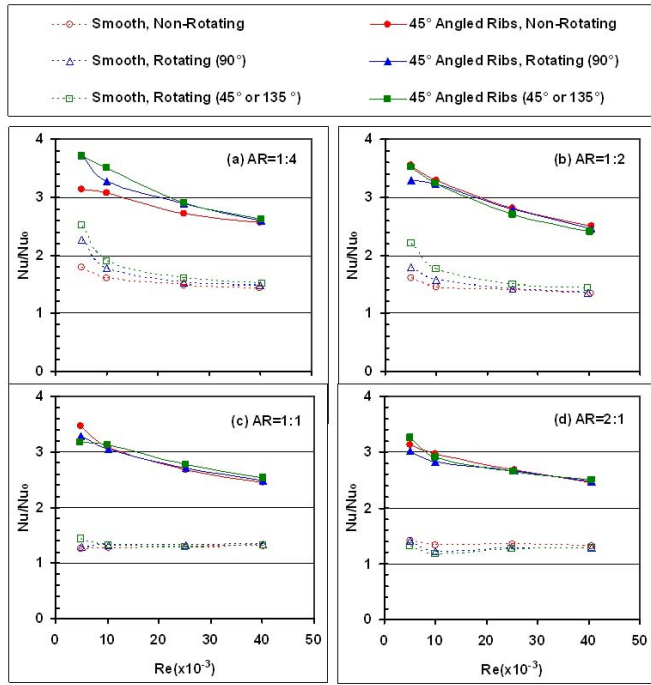 Smooth, Non-Rotating
45° Angled Ribs, Non-Rotating
Smooth, Rotating (90°)
45° Angled Ribs, Rotating (90°)
Smooth, Rotating (45° or 135 °)
45° Angled Ribs (45° or 135°)
4
(a) AR=1:4
3
Nu/Nu₀
2
1
0
4
(b) AR=1:2
3
Nu/Nu₀
2
1
0
4
(c) AR=1:1
3
Nu/Nu₀
2
1
0
0 10 20 30 40 50
Re(x10⁻³)
4
(d) AR=2:1
3
Nu/Nu₀
2
1
0
0 10 20 30 40 50
Re(x10⁻³)